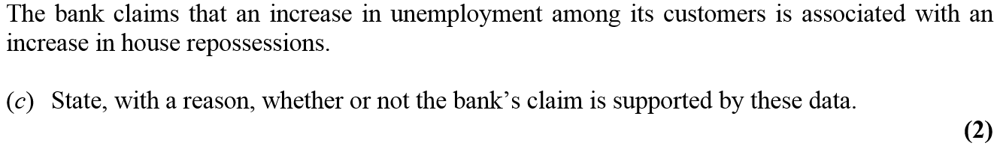 The bank claims that an increase in unemployment among its customers is associated with an
increase in house repossessions.
(c) State, with a reason, whether or not the bank’s claim is supported by these data.
(2)